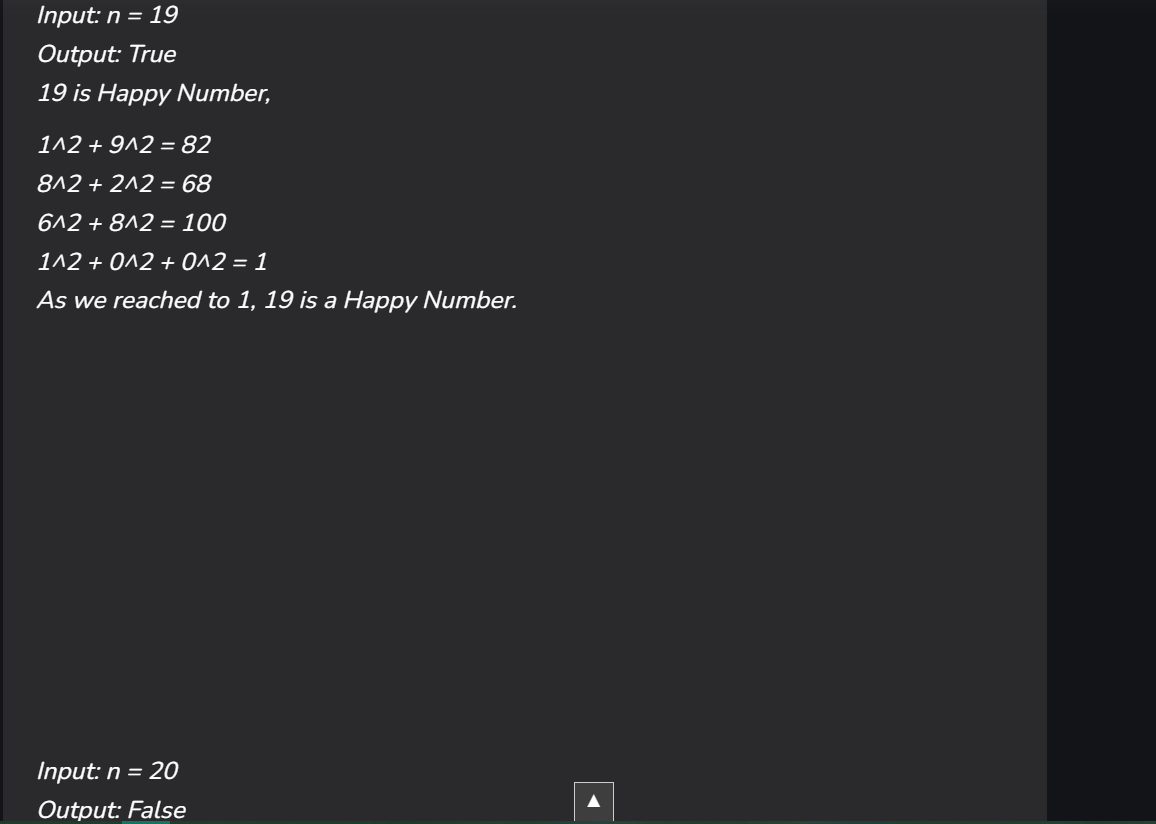 Input: n = 19
Output: True
19 is Happy Number,
1^2 + 9^2 = 82
8^2 + 2^2 = 68
6^2 + 8^2 = 100
1^2 + 0^2 + 0^2 = 1
As we reached to 1, 19 is a Happy Number.
Input: n = 20
Output: False